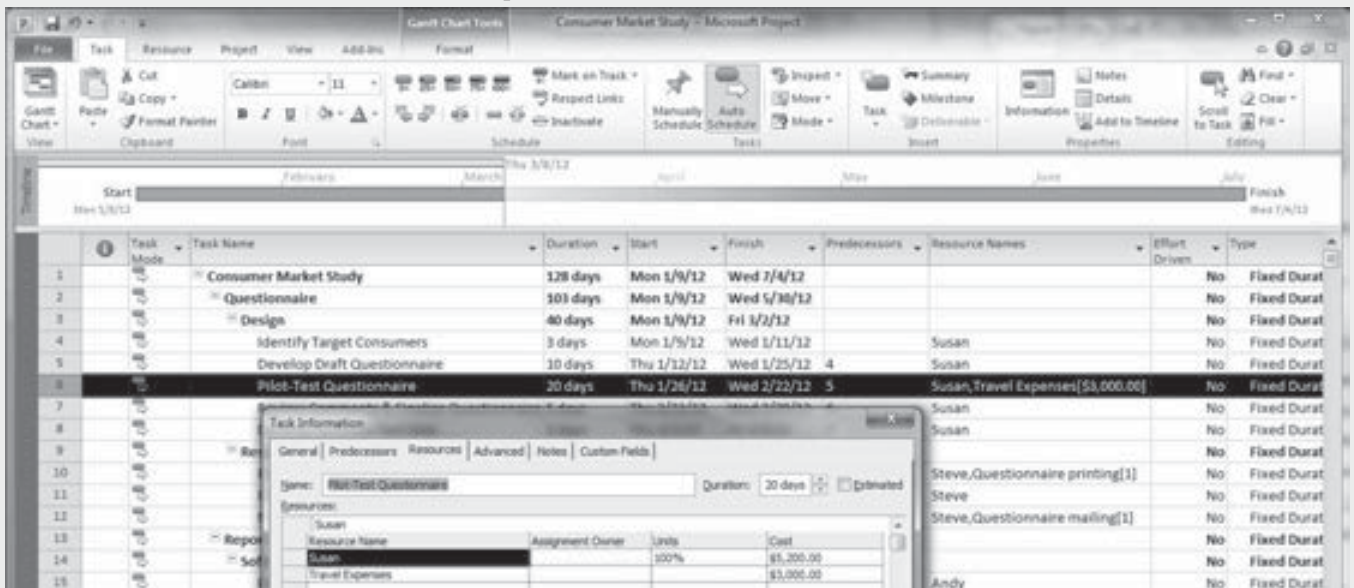 Gantt Chart Tools Consumer Market Study - Microsoft Project
File Task Resource Project View Add-Ins Format
Cut
Copy
Format Painter
Paste
Gantt Chart
View
Clipboard
Calibri 11
B I U A
Font
Mark on Track
Respect Links
Inactivate
Schedule
Manually Schedule
Auto Schedule
Inspect
Move
Mode
Tasks
Task
Summary
Milestone
Deliverable
Insert
Information
Notes
Details
Add to Timeline
Properties
Scroll to Task
Find
Clear
Fill
Editing
Timeline
Thu 3/8/12
February March April May June July
Start
Mon 1/9/12
Finish
Wed 7/4/12
Task Mode Task Name Duration Start Finish Predecessors Resource Names Effort Driven Type
1 Consumer Market Study 128 days Mon 1/9/12 Wed 7/4/12 No Fixed Durat
2 Questionnaire 103 days Mon 1/9/12 Wed 5/30/12 No Fixed Durat
3 Design 40 days Mon 1/9/12 Fri 3/2/12 No Fixed Durat
4 Identify Target Consumers 3 days Mon 1/9/12 Wed 1/11/12 Susan No Fixed Durat
5 Develop Draft Questionnaire 10 days Thu 1/12/12 Wed 1/25/12 4 Susan No Fixed Durat
6 Pilot-Test Questionnaire 20 days Thu 1/26/12 Wed 2/22/12 5 Susan,Travel Expenses[$3,000.00] No Fixed Durat
7 Susan No Fixed Durat
8 Susan No Fixed Durat
9 Res No Fixed Durat
10 Steve,Questionnaire printing[1] No Fixed Durat
11 Steve No Fixed Durat
12 Steve,Questionnaire mailing[1] No Fixed Durat
13 Repor No Fixed Durat
14 Sof No Fixed Durat
15 Andy No Fixed Durat
Task Information
General Predecessors Resources Advanced Notes Custom Fields
Name: Pilot-Test Questionnaire Duration: 20 days Estimated
Resources:
Susan
Resource Name Assignment Owner Units Cost
Susan 100% $5,200.00
Travel Expenses $3,000.00